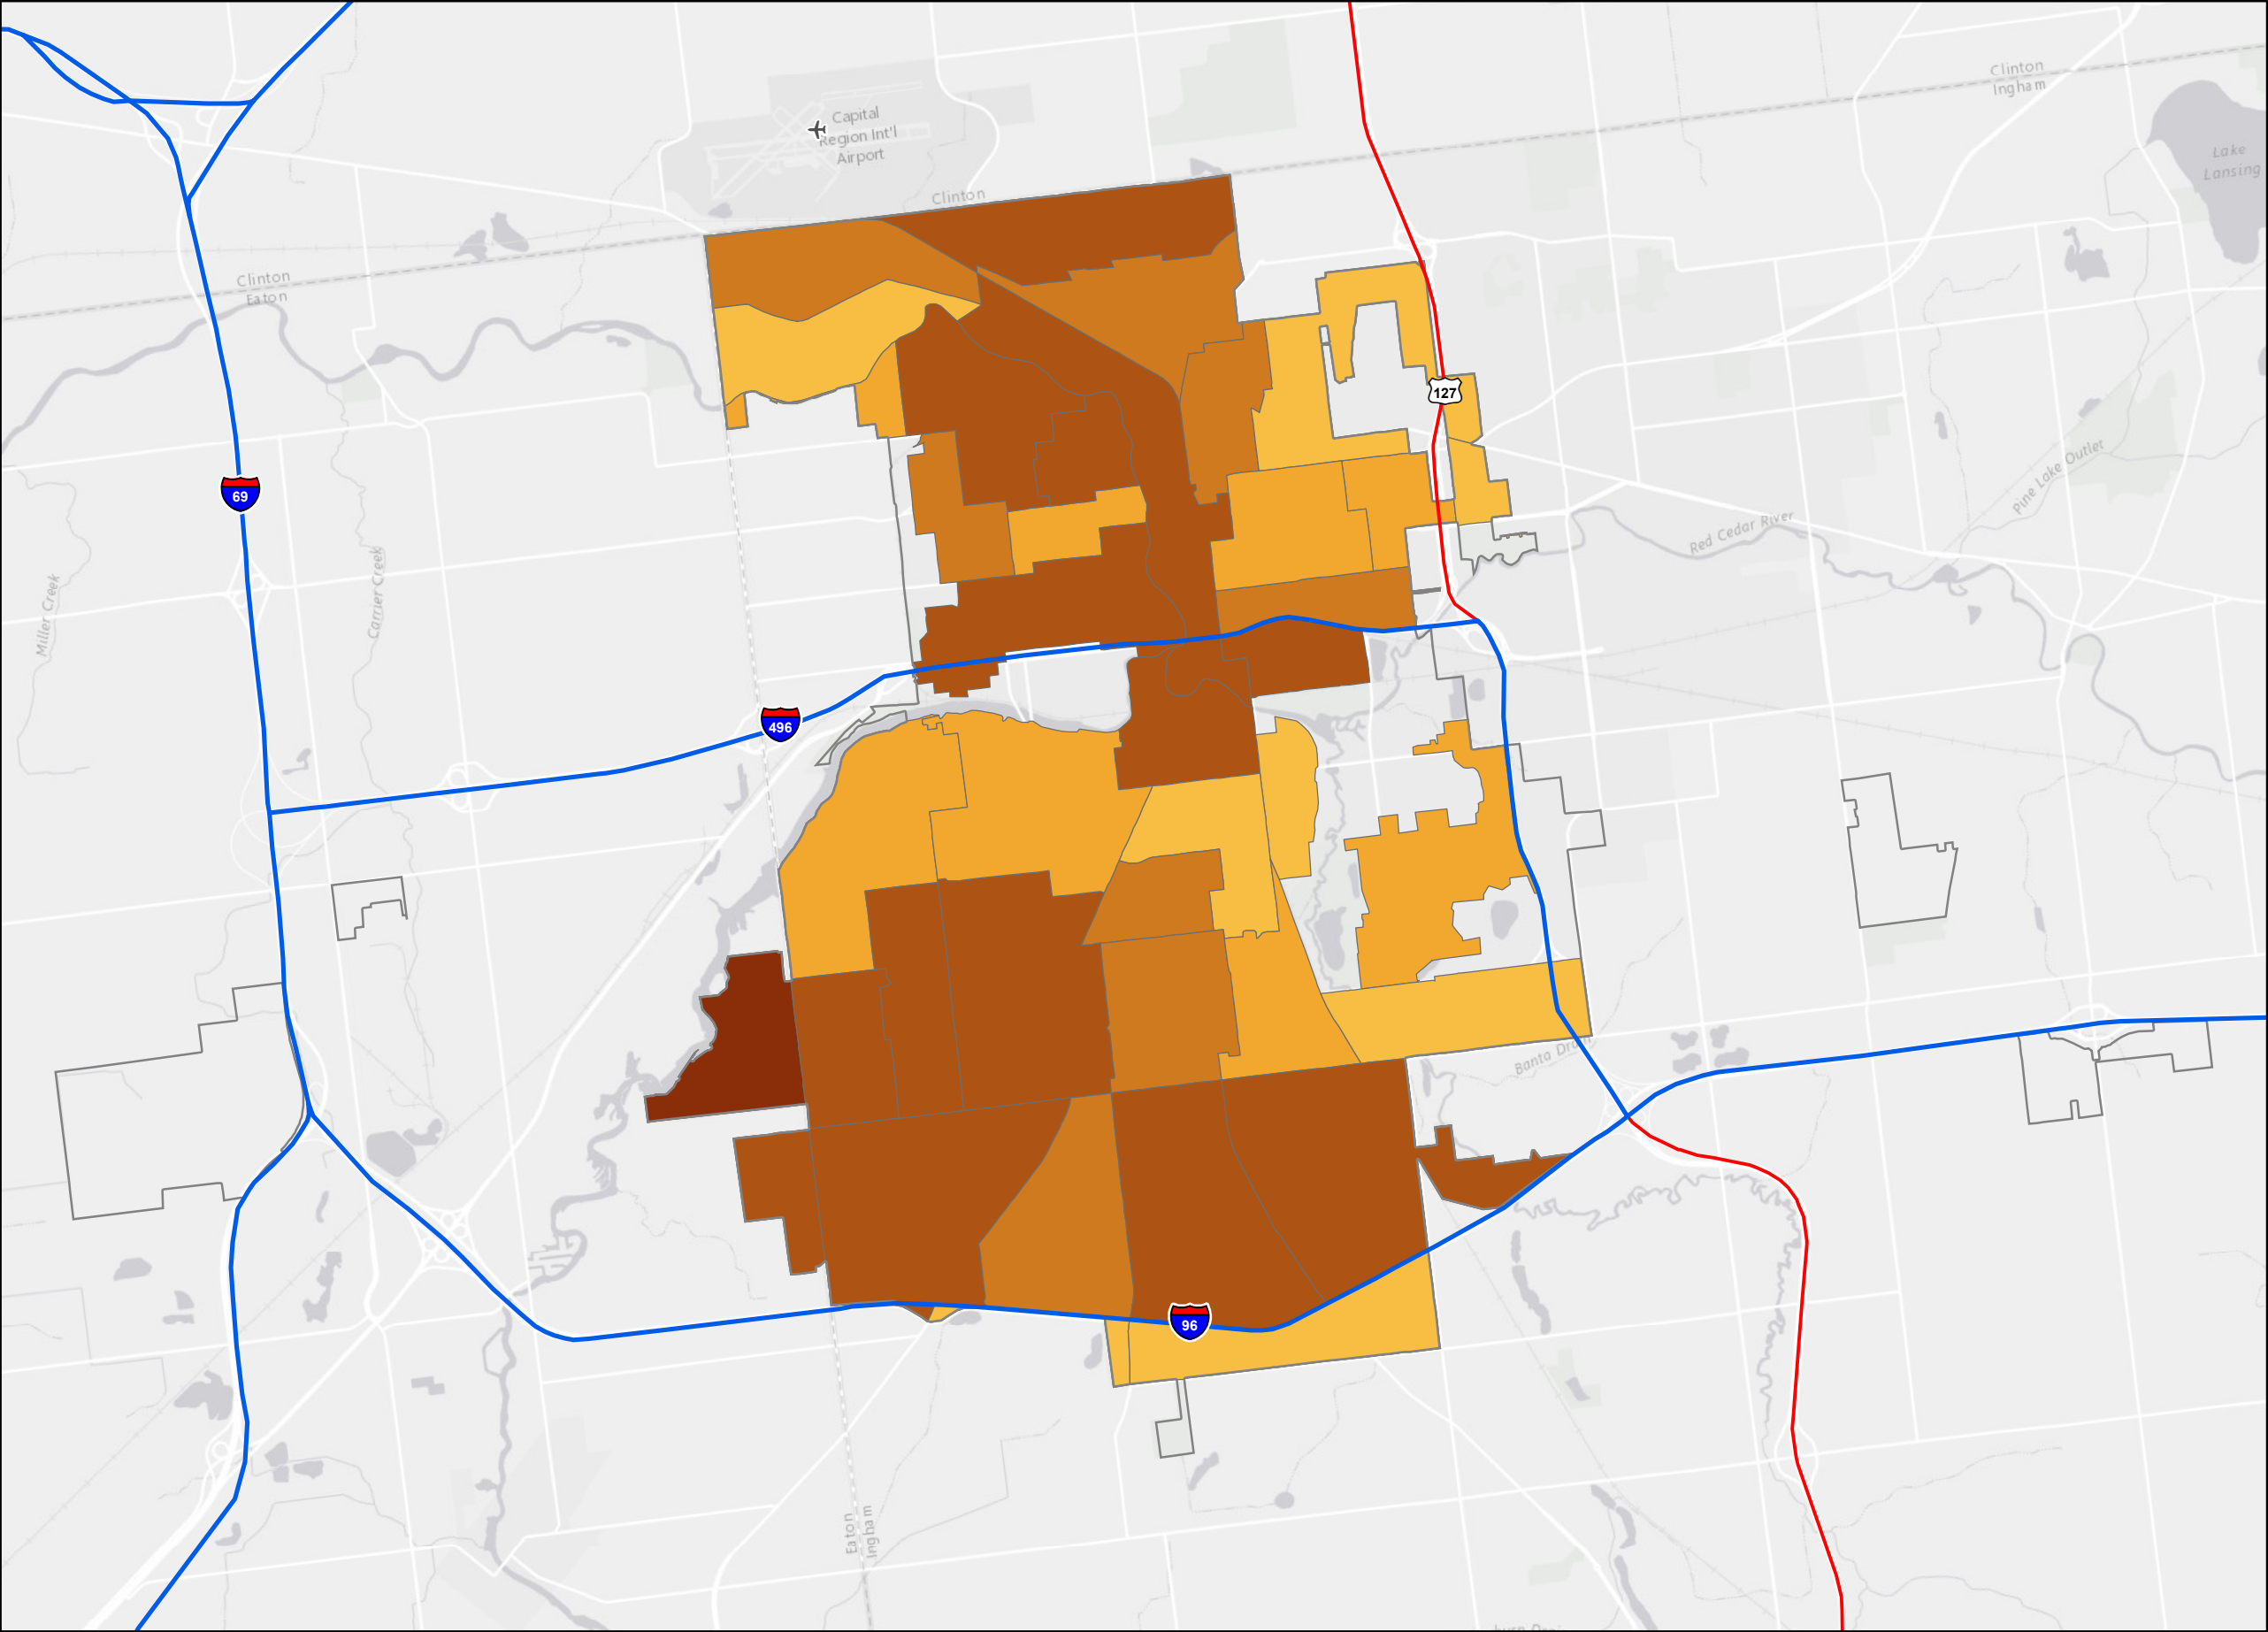 Clinton
Ingham
Capital
Region Int'l
Airport
Lake
Lansing
Clinton
Clinton
Eaton
127
Pine Lake Outlet
69
Red Cedar River
Carrier Creek
Miller Creek
496
Banta Drain
96
Eaton
Ingham